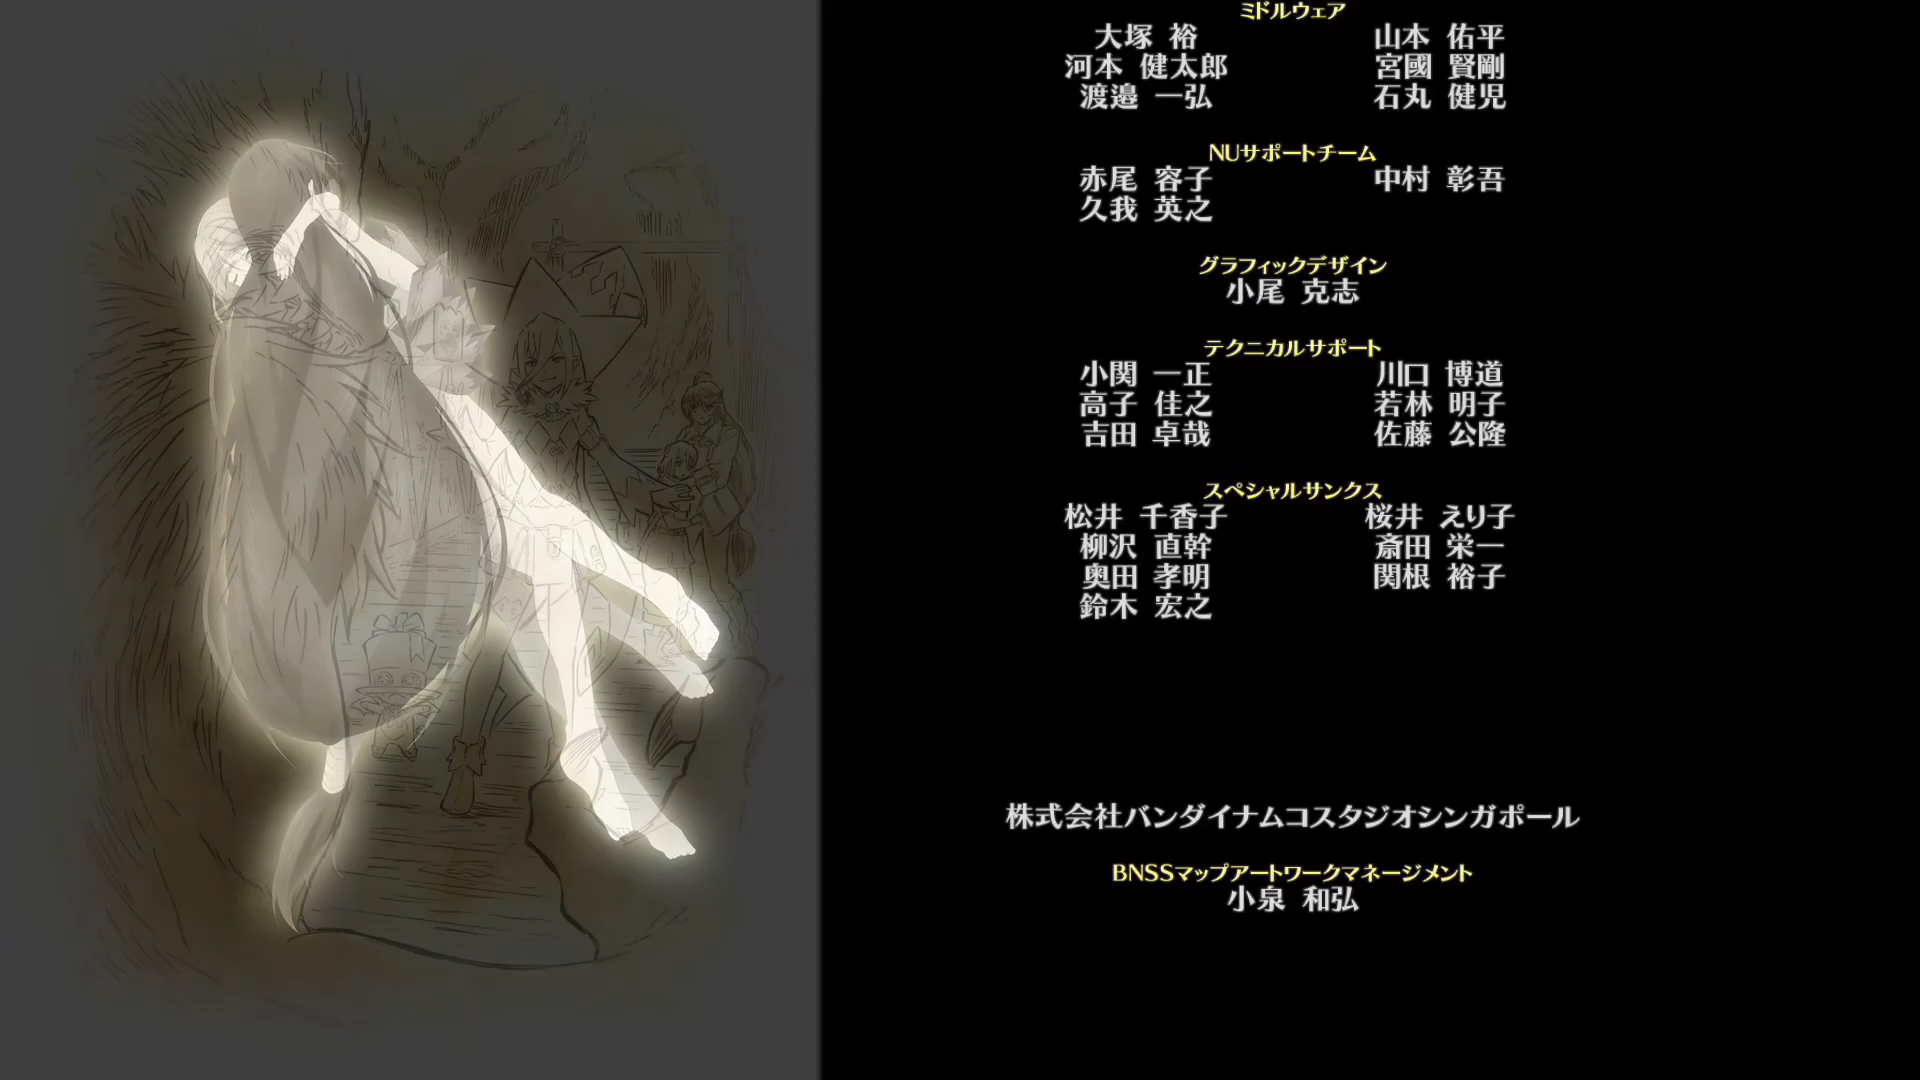 ミドルウェア
大塚 裕 山本 佑平
河本 健太郎 宮國 賢剛
渡邉 一弘 石丸 健児
NUサポートチーム
赤尾 容子 中村 彰吾
久我 英之
グラフィックデザイン
小尾 克志
テクニカルサポート
小関 一正 川口 博道
高子 佳之 若林 明子
吉田 卓哉 佐藤 公隆
スペシャルサンクス
松井 千香子 桜井 えり子
柳沢 直幹 斎田 栄一
奥田 孝明 関根 裕子
鈴木 宏之
株式会社バンダイナムコスタジオシンガポール
BNSSマップアートワークマネージメント
小泉 和弘